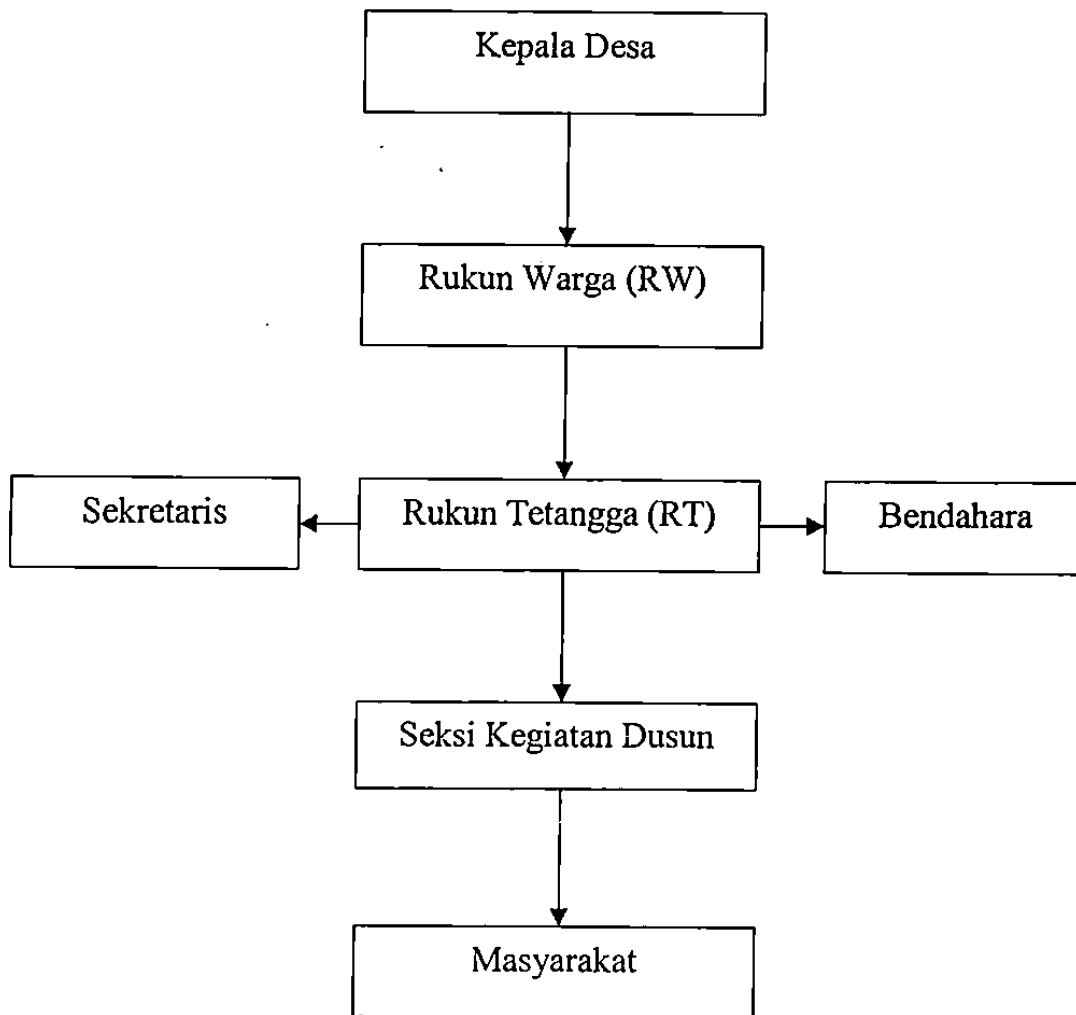 Kepala Desa
Rukun Warga (RW)
Sekretaris
Rukun Tetangga (RT)
Bendahara
Seksi Kegiatan Dusun
Masyarakat